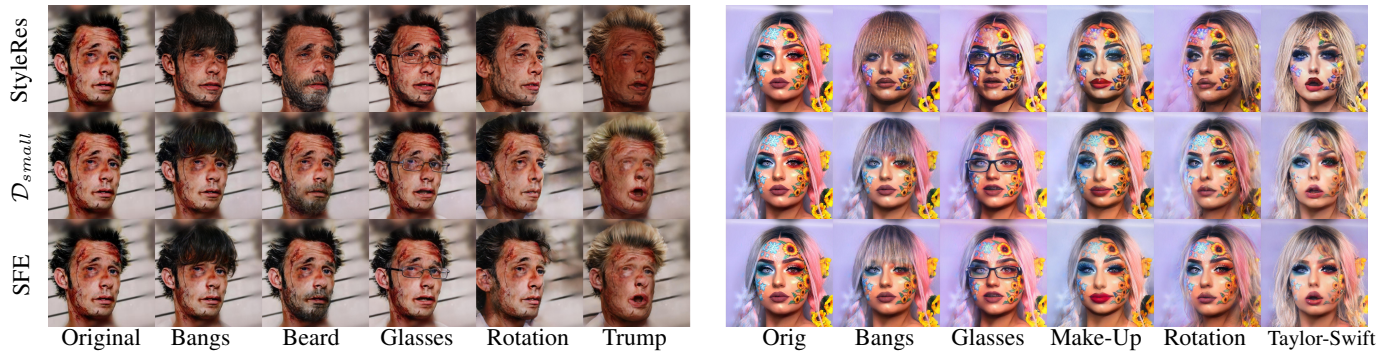 StyleRes
𝒟small
SFE
Original Bangs Beard Glasses Rotation Trump
Orig Bangs Glasses Make-Up Rotation Taylor-Swift